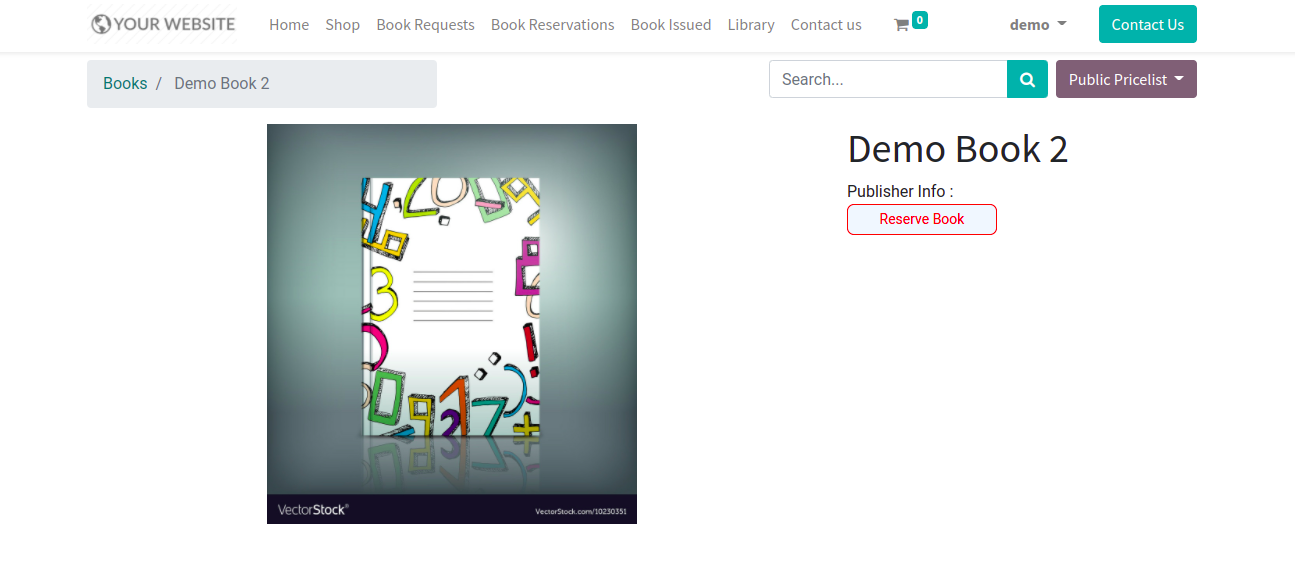 YOUR WEBSITE Home Shop Book Requests Book Reservations Book Issued Library Contact us 0 demo Contact Us
Books / Demo Book 2 Search... Public Pricelist
Demo Book 2
Publisher Info :
Reserve Book
VectorStock® VectorStock.com/10230351